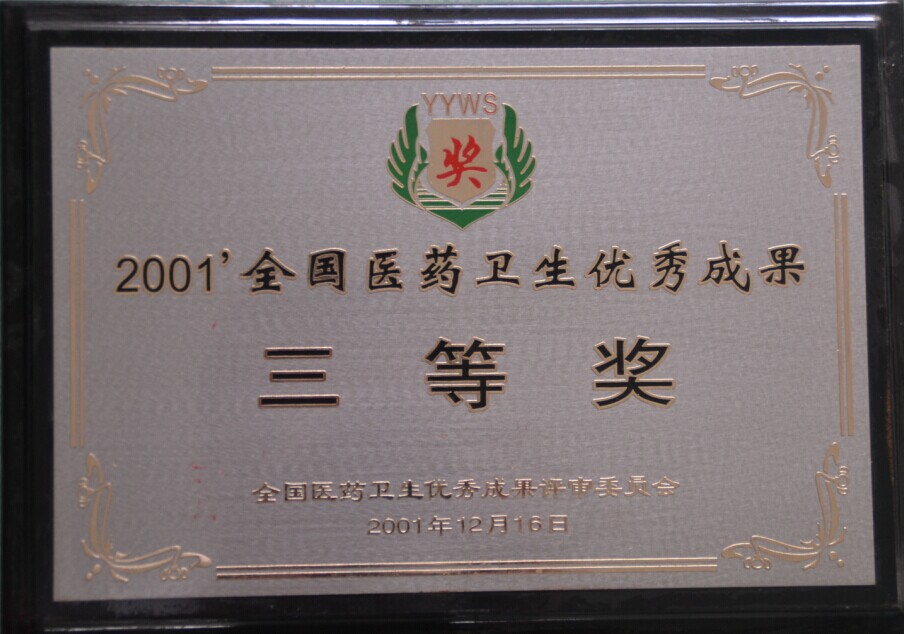 YYWS
奖
2001'全国医药卫生优秀成果
三等奖
全国医药卫生优秀成果评审委员会
2001年12月16日